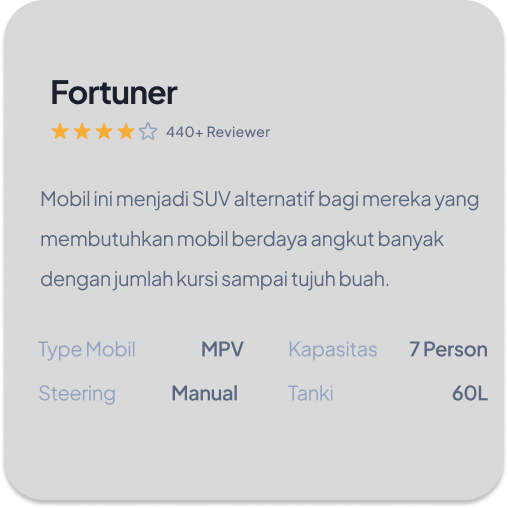 Fortuner
440+ Reviewer
Mobil ini menjadi SUV alternatif bagi mereka yang
membutuhkan mobil berdaya angkut banyak
dengan jumlah kursi sampai tujuh buah.
Type Mobil MPV Kapasitas 7 Person
Steering Manual Tanki 60L